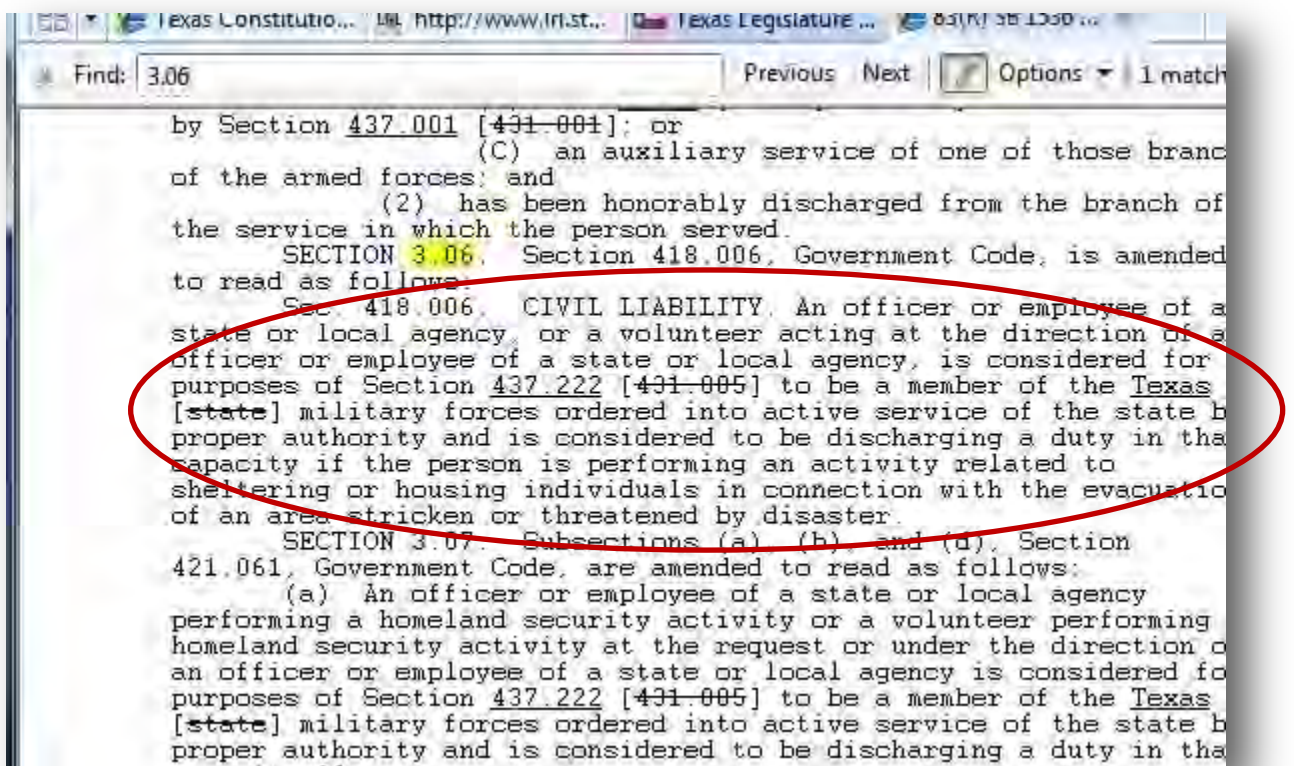 Texas Constitutio... http://www.lrl.st... Texas Legislature ... 83(R) SB 1536 ...
Find: 3.06 Previous Next Options 1 match
by Section 437.001 [431.001]; or
(C) an auxiliary service of one of those branc
of the armed forces; and
(2) has been honorably discharged from the branch of
the service in which the person served.
SECTION 3.06. Section 418.006, Government Code, is amended
to read as follows:
Sec. 418.006. CIVIL LIABILITY. An officer or employee of a
state or local agency, or a volunteer acting at the direction of a
officer or employee of a state or local agency, is considered for
purposes of Section 437.222 [431.085] to be a member of the Texas
[state] military forces ordered into active service of the state b
proper authority and is considered to be discharging a duty in tha
capacity if the person is performing an activity related to
sheltering or housing individuals in connection with the evacuatio
of an area stricken or threatened by disaster.
SECTION 3.07. Subsections (a), (b), and (d), Section
421.061, Government Code, are amended to read as follows:
(a) An officer or employee of a state or local agency
performing a homeland security activity or a volunteer performing
homeland security activity at the request or under the direction o
an officer or employee of a state or local agency is considered fo
purposes of Section 437.222 [431.085] to be a member of the Texas
[state] military forces ordered into active service of the state b
proper authority and is considered to be discharging a duty in tha